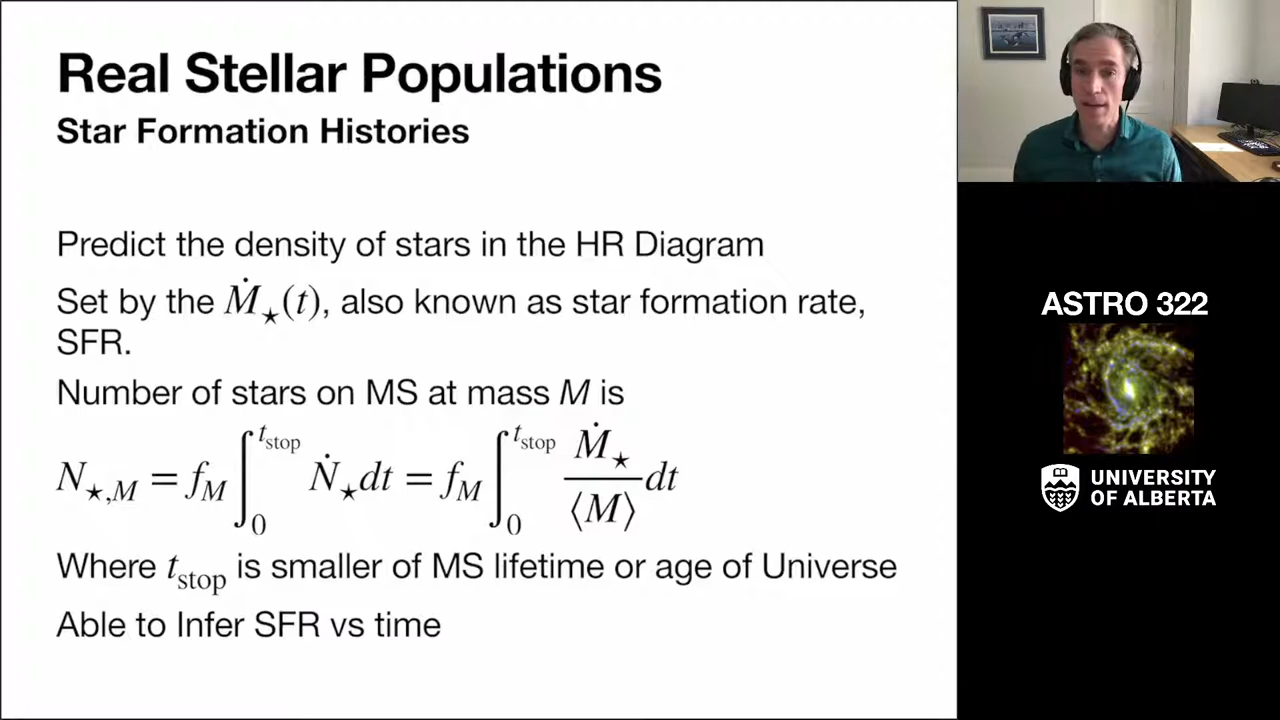 Real Stellar Populations
Star Formation Histories
Predict the density of stars in the HR Diagram
Set by the Ṁ⋆(t), also known as star formation rate,
SFR.
Number of stars on MS at mass M is
N⋆,M = f_M ∫₀^{t_stop} Ṅ⋆ dt = f_M ∫₀^{t_stop} Ṁ⋆/⟨M⟩ dt
Where t_stop is smaller of MS lifetime or age of Universe
Able to Infer SFR vs time
ASTRO 322
UNIVERSITY
OF ALBERTA